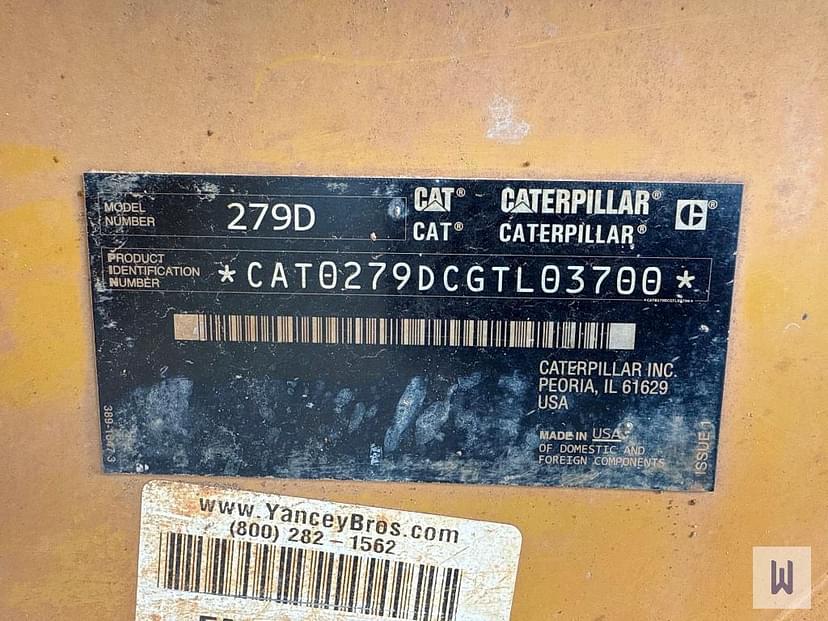 MODEL NUMBER 279D
CAT® CATERPILLAR® C®
CAT® CATERPILLAR®
PRODUCT IDENTIFICATION NUMBER *CAT0279DCGTL03700*
*CAT0279DCGTL03700*
CATERPILLAR INC.
PEORIA, IL 61629
USA
MADE IN USA
OF DOMESTIC AND
FOREIGN COMPONENTS
ISSUE 1
www.YanceyBros.com
(800) 282-1562
W